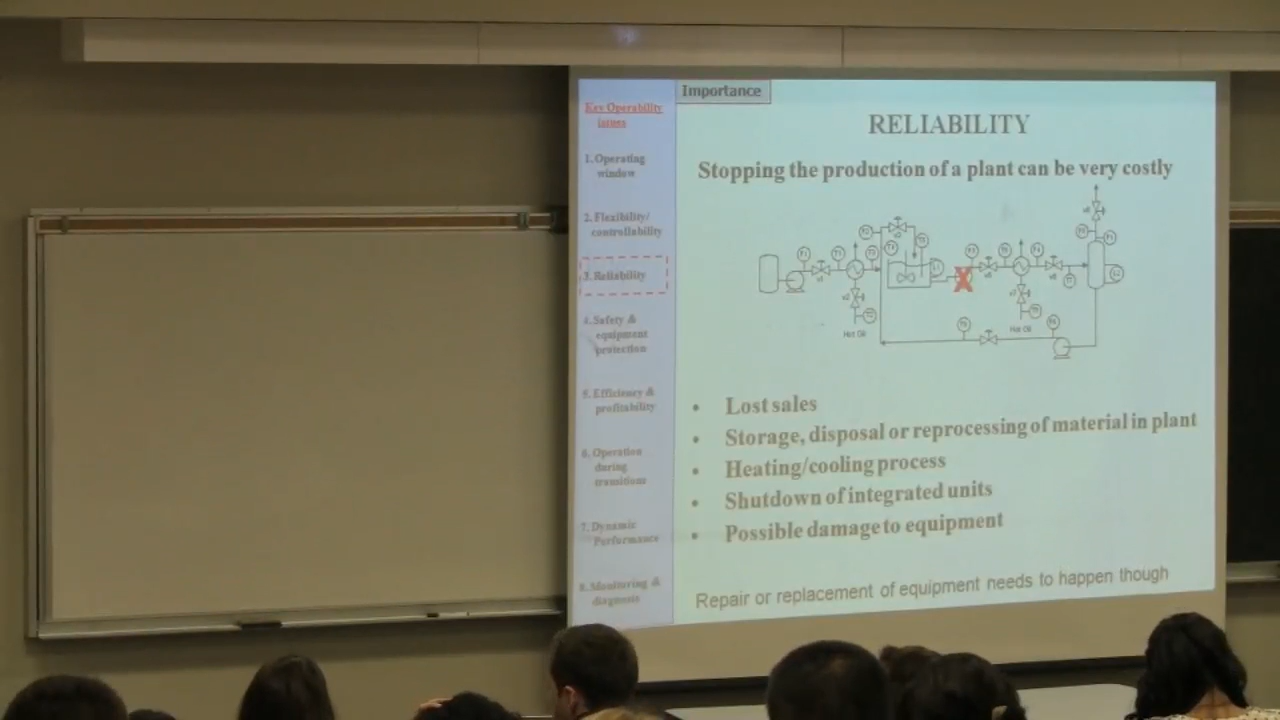 Importance
Key Operability
issues
1. Operating
window
2. Flexibility/
controllability
3. Reliability
4. Safety &
equipment
protection
5. Efficiency &
profitability
6. Operation
during
transitions
7. Dynamic
Performance
8. Monitoring &
diagnosis
RELIABILITY
Stopping the production of a plant can be very costly
Hot Oil
Hot Oil
• Lost sales
• Storage, disposal or reprocessing of material in plant
• Heating/cooling process
• Shutdown of integrated units
• Possible damage to equipment
Repair or replacement of equipment needs to happen though